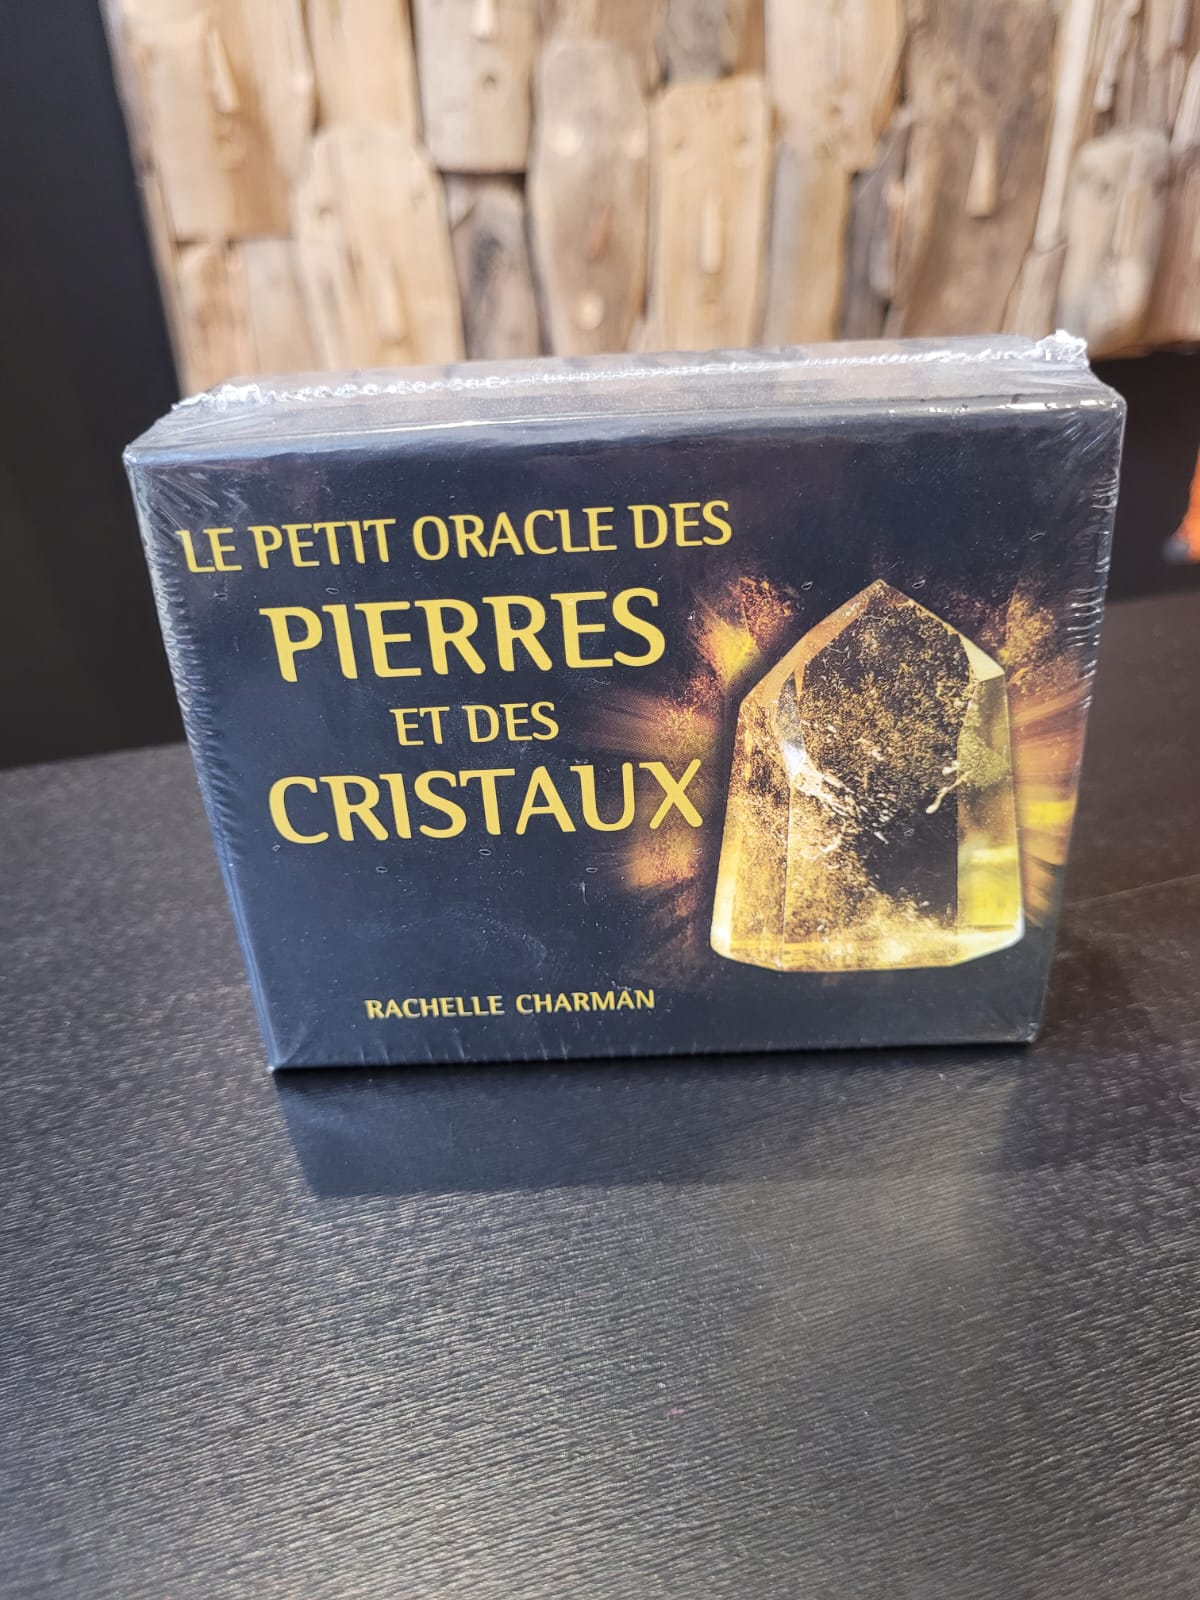 LE PETIT ORACLE DES
PIERRES
ET DES
CRISTAUX
RACHELLE CHARMAN